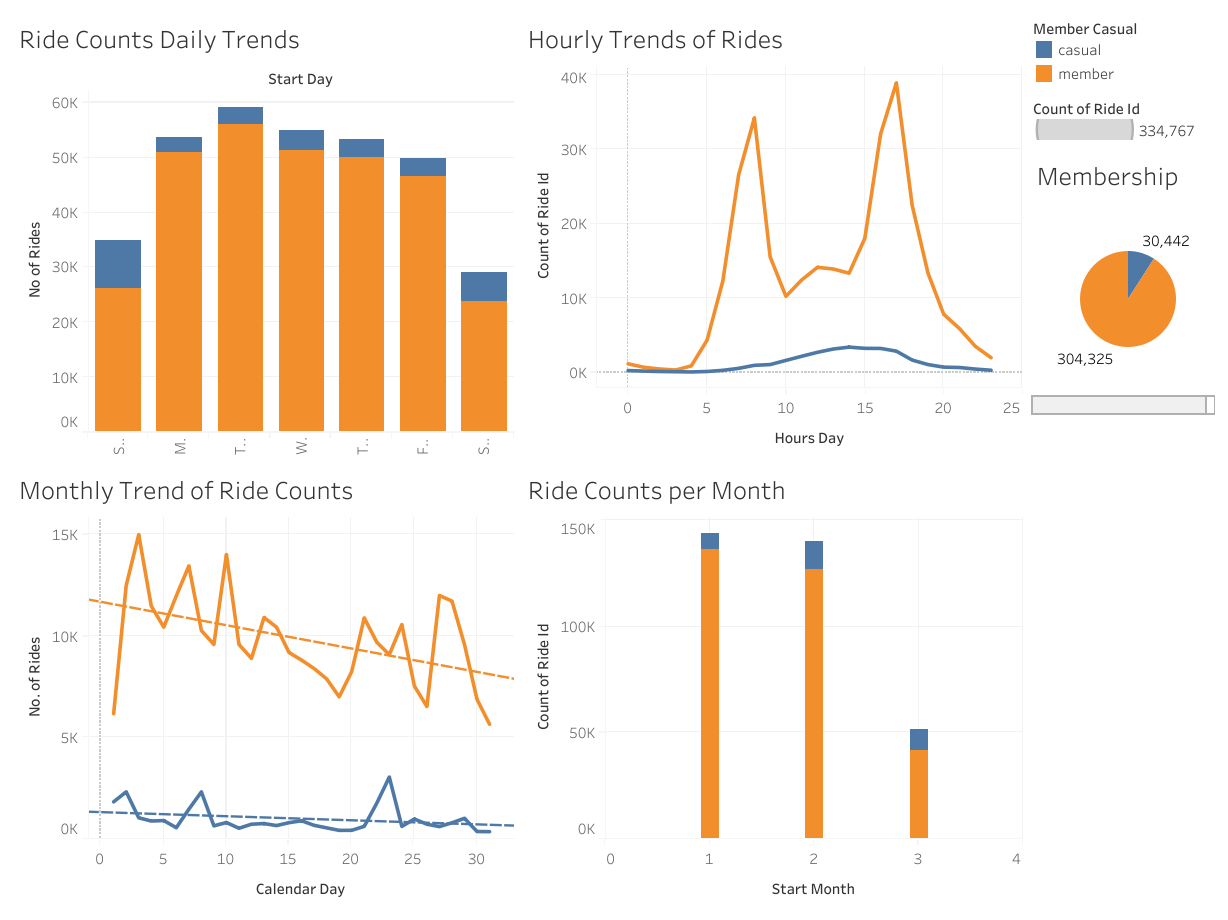 Ride Counts Daily Trends
Start Day
No of Rides
60K
50K
40K
30K
20K
10K
0K
S..
M.
T..
W.
T..
F..
S..
Hourly Trends of Rides
Count of Ride Id
40K
30K
20K
10K
0K
0
5
10
15
20
25
Hours Day
Member Casual
casual
member
Count of Ride Id
334,767
Membership
30,442
304,325
Monthly Trend of Ride Counts
No. of Rides
15K
10K
5K
0K
0
5
10
15
20
25
30
Calendar Day
Ride Counts per Month
Count of Ride Id
150K
100K
50K
0K
0
1
2
3
4
Start Month